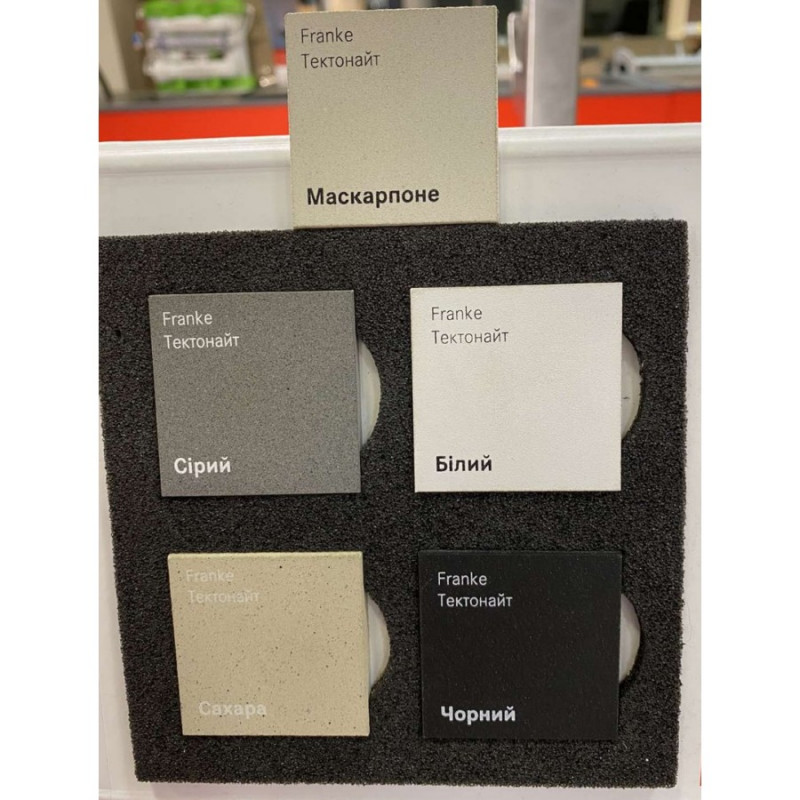 Franke
Тектонайт
Маскарпоне
Franke
Тектонайт
Сірий
Franke
Тектонайт
Білий
Franke
Тектонайт
Сахара
Franke
Тектонайт
Чорний